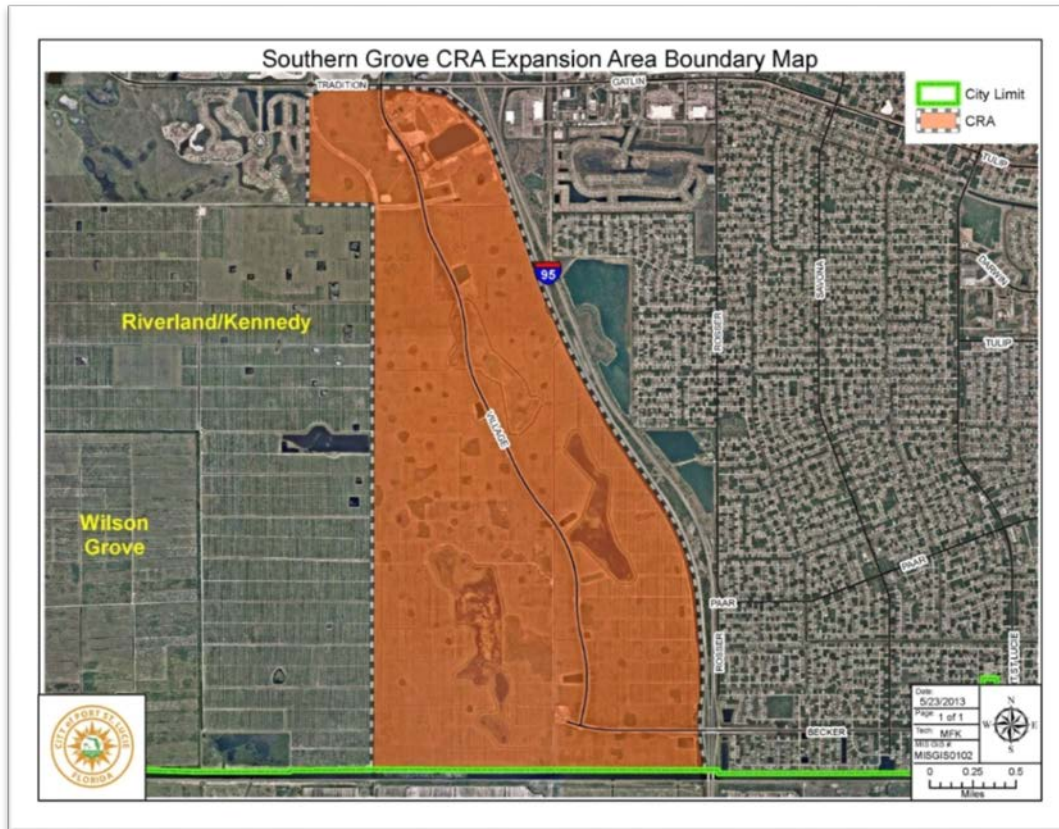 Southern Grove CRA Expansion Area Boundary Map
TRADITION
GATLIN
City Limit
CRA
TULIP
DARWIN
SAVONA
ROSSER
95
TULIP
Riverland/Kennedy
VILLAGE
Wilson
Grove
PAAR
PAAR
ROSSER
T ST LUCIE
BECKER
CITY of PORT ST. LUCIE
FLORIDA
Date:
5/23/2013
Page: 1 of 1
Tech: MFK
MIS GIS #:
MISGIS0102
N
W E
S
0 0.25 0.5
Miles